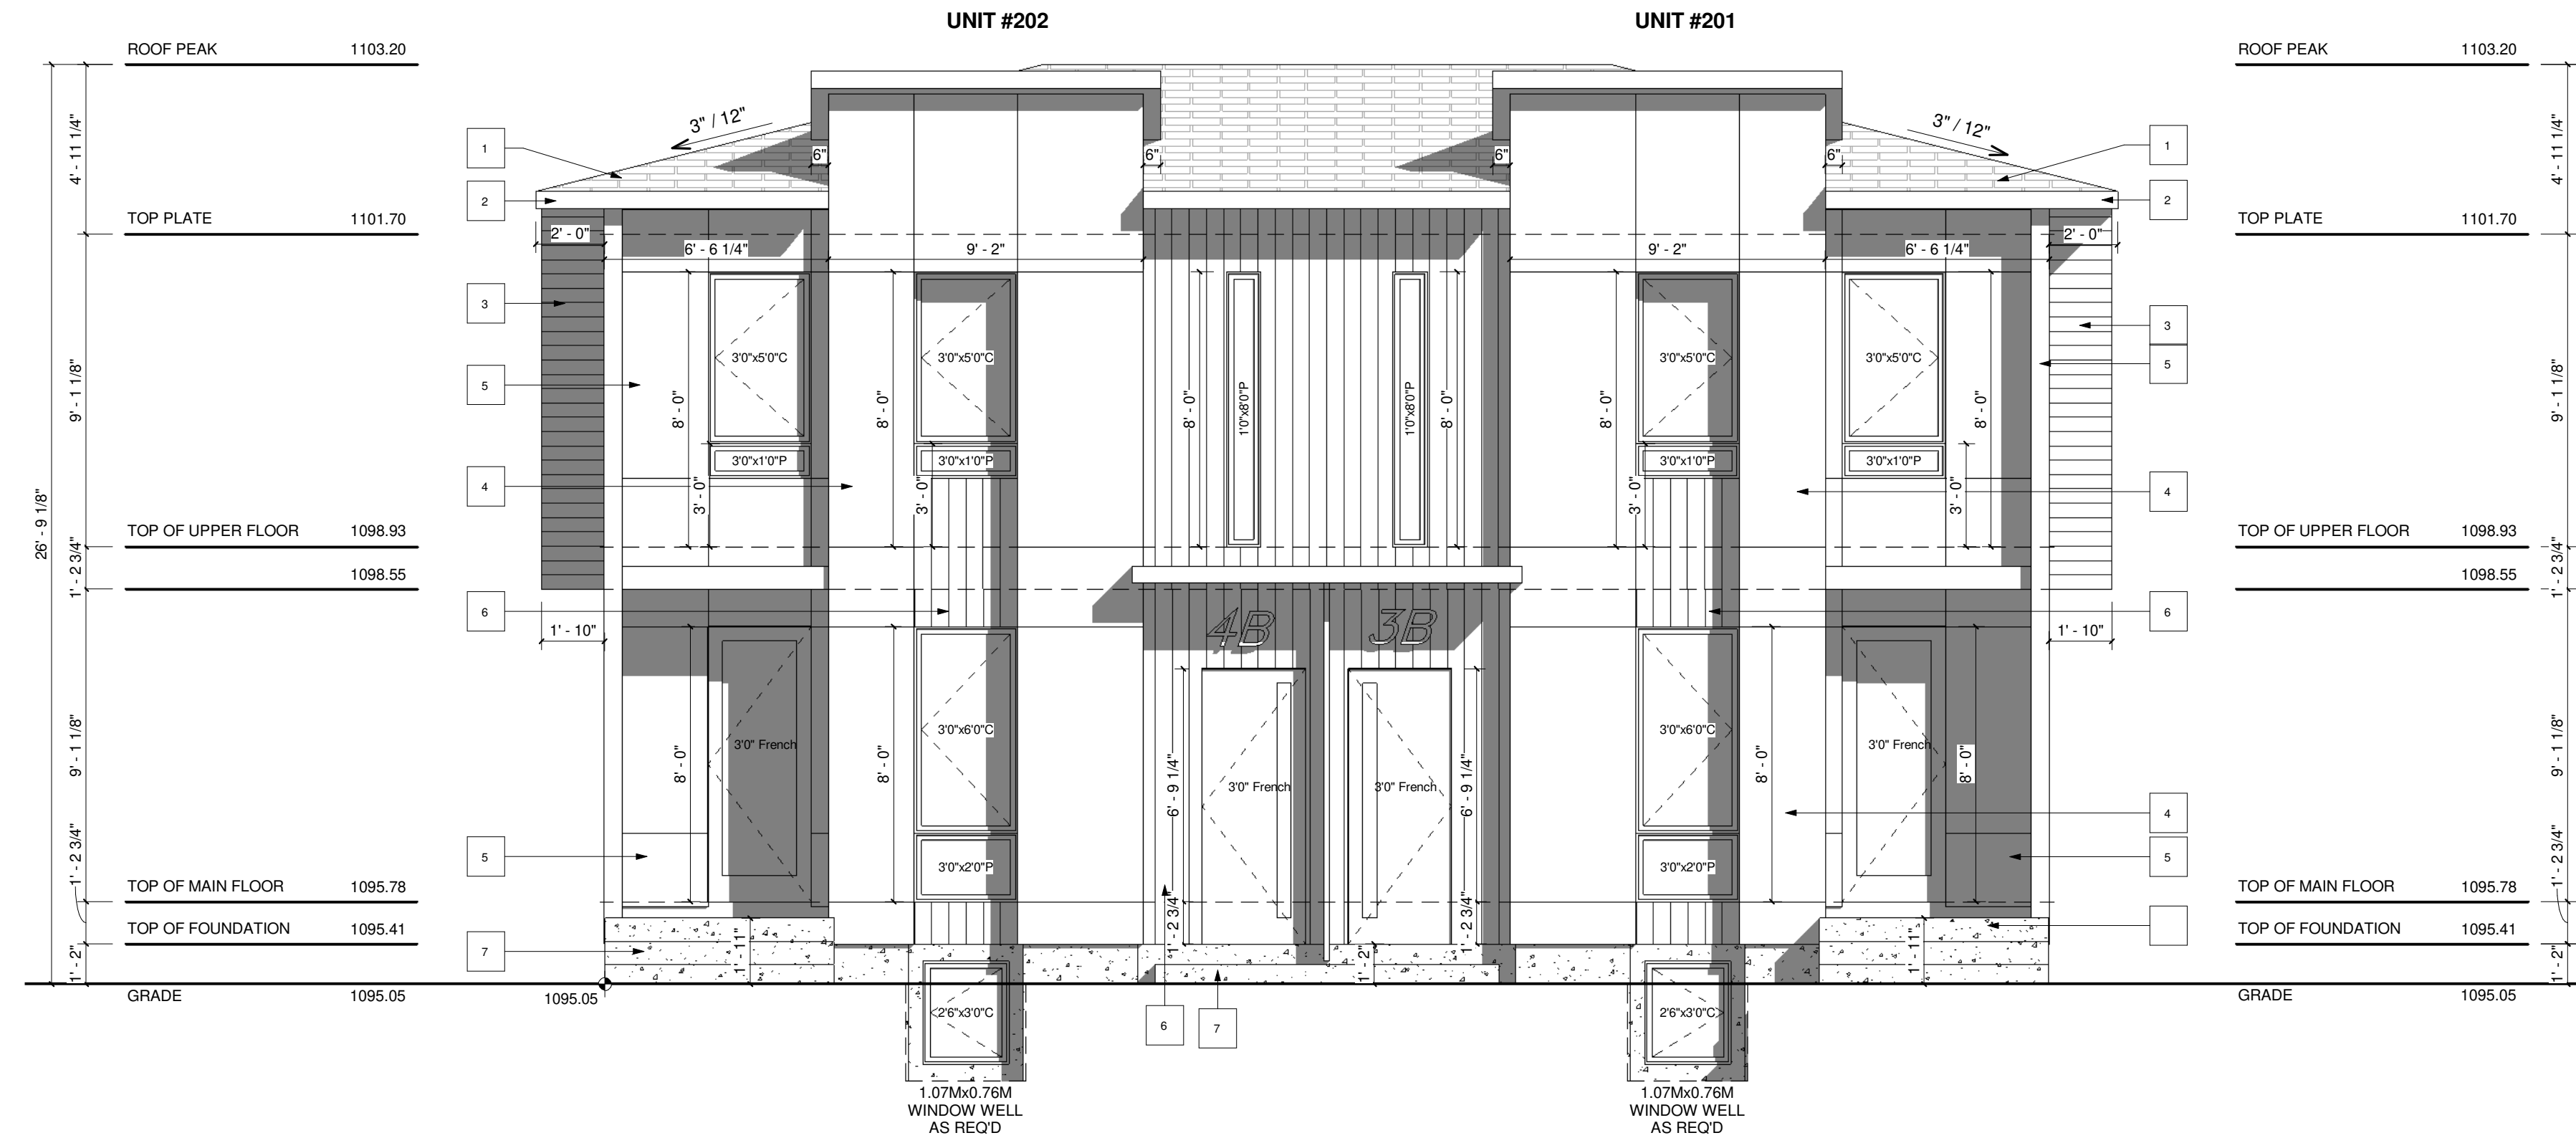 UNIT #202
UNIT #201
ROOF PEAK 1103.20
ROOF PEAK 1103.20
3" / 12"
3" / 12"
4' - 11 1/4"
4' - 11 1/4"
1
1
6"
6"
6"
6"
2
2
TOP PLATE 1101.70
TOP PLATE 1101.70
2' - 0"
6' - 6 1/4"
9' - 2"
9' - 2"
6' - 6 1/4"
2' - 0"
3
3
5
5
3'0"x5'0"C
3'0"x5'0"C
3'0"x5'0"C
3'0"x5'0"C
9' - 1 1/8"
8' - 0"
8' - 0"
8' - 0"
1'0"x8'0"P
1'0"x8'0"P
8' - 0"
8' - 0"
8' - 0"
9' - 1 1/8"
3'0"x1'0"P
3'0"x1'0"P
3'0"x1'0"P
3'0"x1'0"P
4
4
3' - 0"
3' - 0"
3' - 0"
3' - 0"
26' - 9 1/8"
TOP OF UPPER FLOOR 1098.93
TOP OF UPPER FLOOR 1098.93
1' - 2 3/4"
1' - 2 3/4"
1098.55
1098.55
6
6
1' - 10"
4B
3B
1' - 10"
3'0"x6'0"C
3'0"x6'0"C
3'0" French
3'0" French
9' - 1 1/8"
8' - 0"
8' - 0"
6' - 9 1/4"
3'0" French
3'0" French
6' - 9 1/4"
8' - 0"
8' - 0"
9' - 1 1/8"
4
5
5
3'0"x2'0"P
3'0"x2'0"P
1' - 2 3/4"
1' - 2 3/4"
TOP OF MAIN FLOOR 1095.78
TOP OF MAIN FLOOR 1095.78
TOP OF FOUNDATION 1095.41
TOP OF FOUNDATION 1095.41
1' - 2 3/4"
1' - 2 3/4"
7
1' - 11"
1' - 2"
1' - 11"
1' - 2"
1' - 2"
GRADE 1095.05
1095.05
GRADE 1095.05
2'6"x3'0"C
2'6"x3'0"C
6
7
1.07Mx0.76M
WINDOW WELL
AS REQ'D
1.07Mx0.76M
WINDOW WELL
AS REQ'D